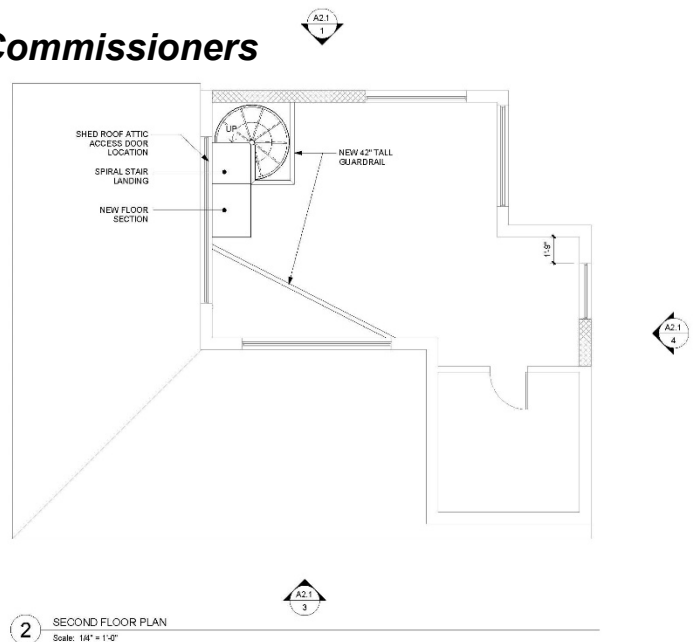 Commissioners
A2.1
1
SHED ROOF ATTIC
ACCESS DOOR
LOCATION
SPIRAL STAIR
LANDING
NEW FLOOR
SECTION
UP
NEW 42" TALL
GUARDRAIL
1'-9"
A2.1
4
A2.1
3
2
SECOND FLOOR PLAN
Scale: 1/4" = 1'-0"